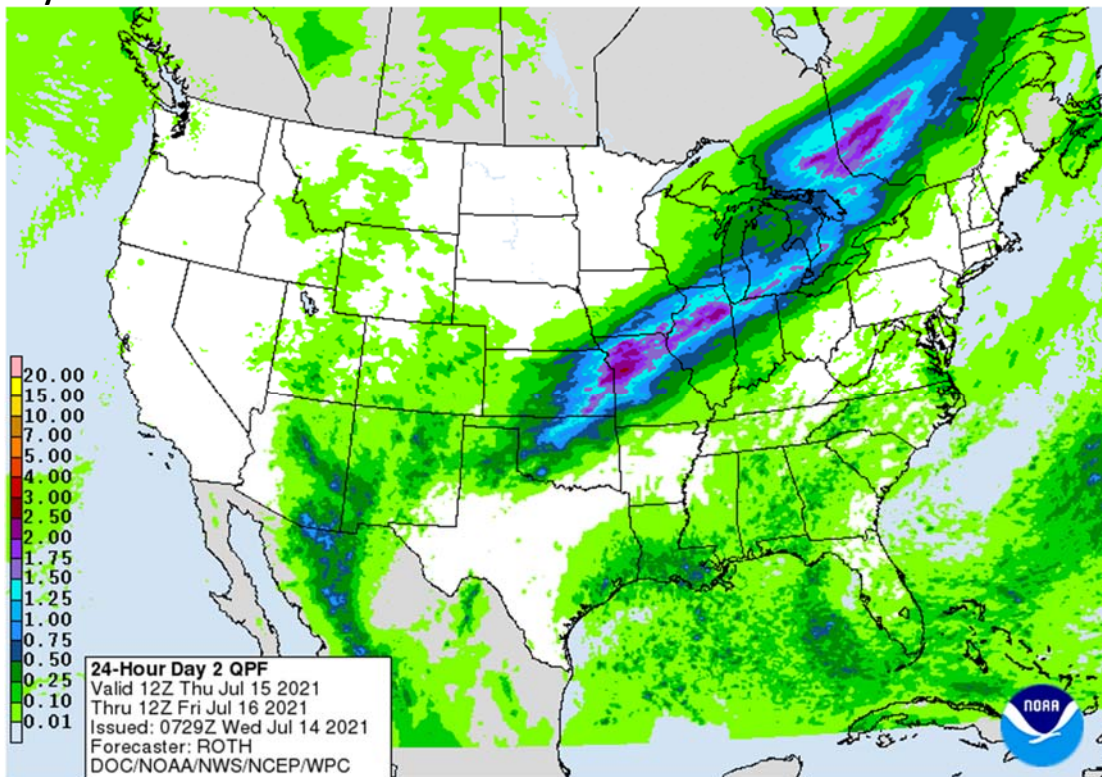 20.00
15.00
10.00
7.00
5.00
4.00
3.00
2.50
2.00
1.75
1.50
1.25
1.00
0.75
0.50
0.25
0.10
0.01
24-Hour Day 2 QPF
Valid 12Z Thu Jul 15 2021
Thru 12Z Fri Jul 16 2021
Issued: 0729Z Wed Jul 14 2021
Forecaster: ROTH
DOC/NOAA/NWS/NCEP/WPC
NOAA